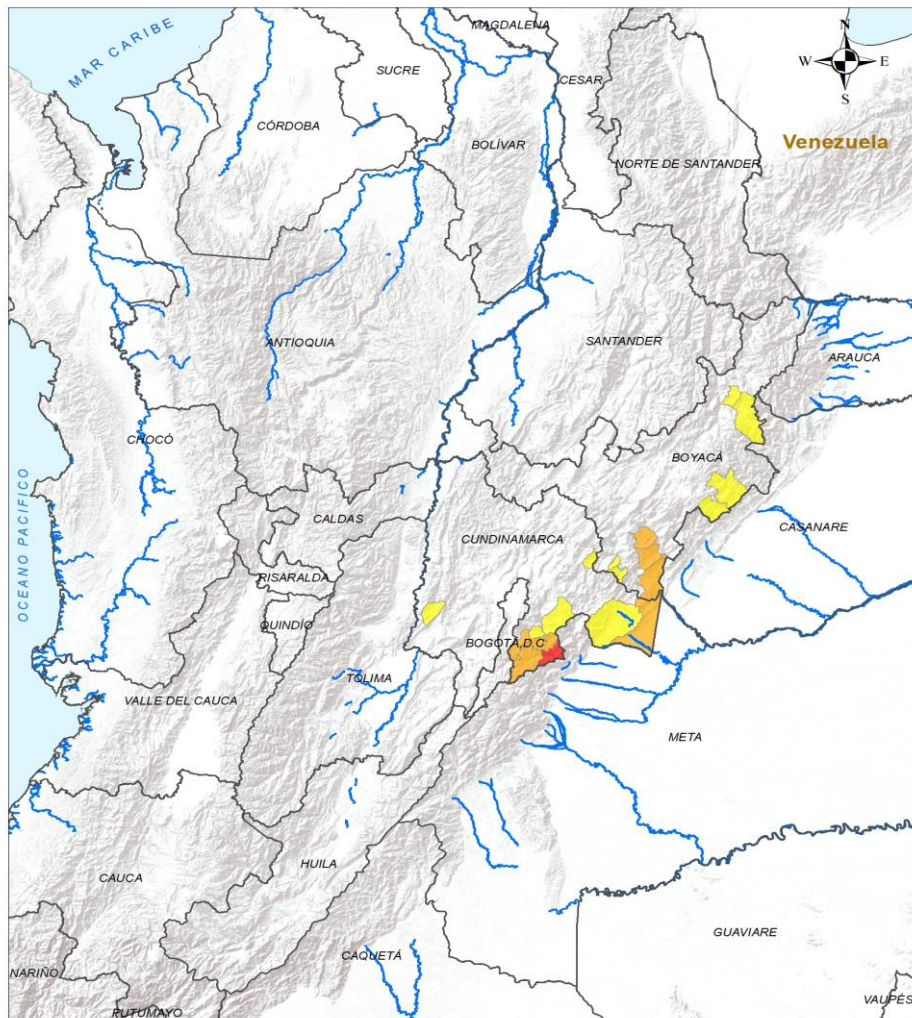 MAGDALENA
MAR CARIBE
N
W E
S
SUCRE
CESAR
CÓRDOBA
BOLÍVAR
Venezuela
NORTE DE SANTANDER
ANTIOQUIA
SANTANDER
ARAUCA
CHOCÓ
BOYACÁ
OCEANO PACIFICO
CALDAS
CUNDINAMARCA
CASANARE
RISARALDA
QUINDÍO
BOGOTÁ,D.C
TOLIMA
VALLE DEL CAUCA
META
HUILA
CAUCA
GUAVIARE
CAQUETÁ
NARIÑO
VAUPÉS
PUTUMAYO